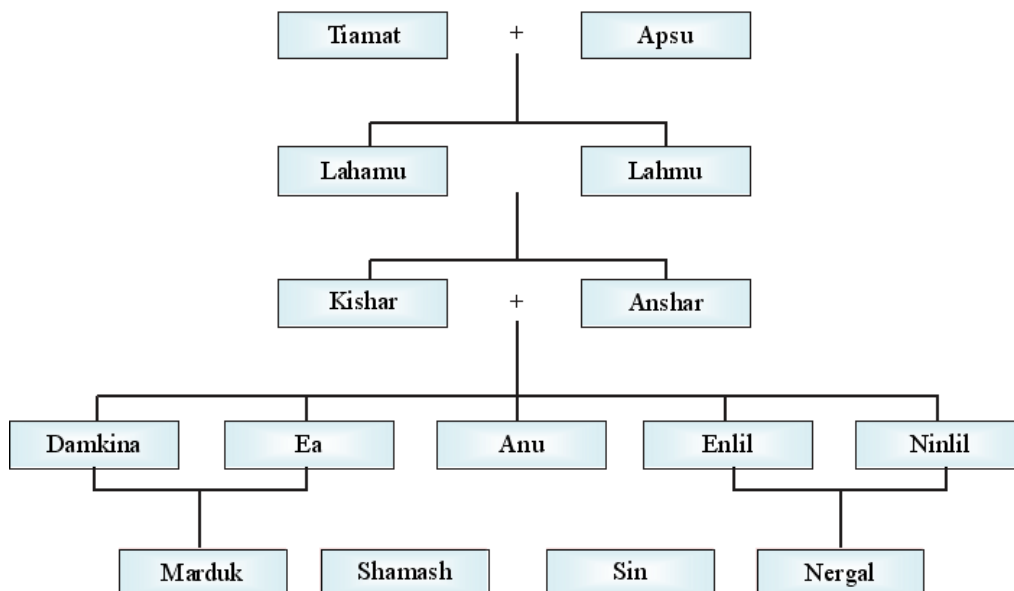 Tiamat + Apsu
Lahamu Lahmu
Kishar + Anshar
Damkina Ea Anu Enlil Ninlil
Marduk Shamash Sin Nergal